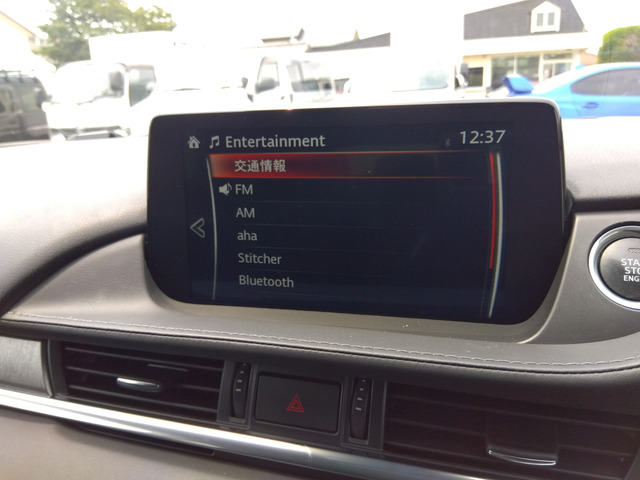 Entertainment 12:37
交通情報
FM
AM
aha
Stitcher
Bluetooth